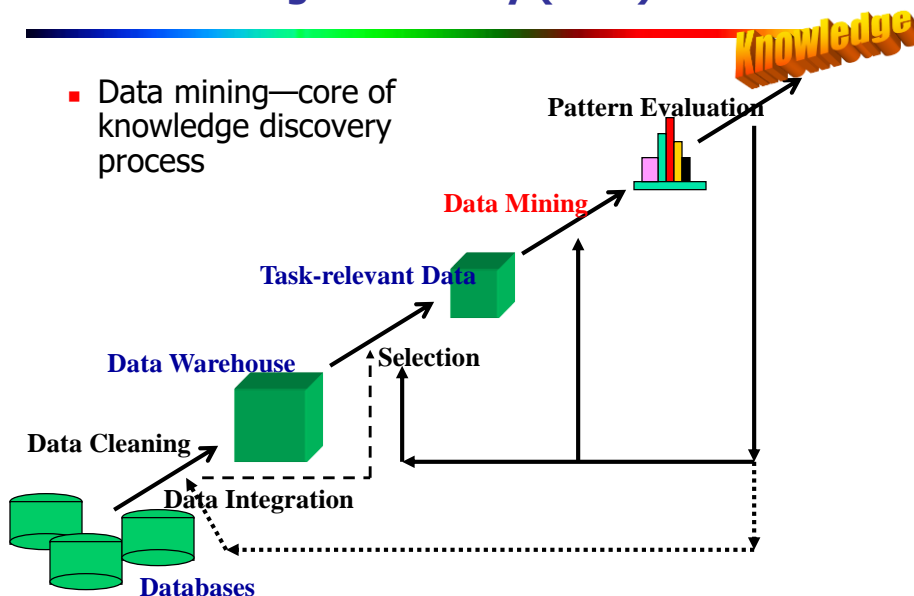 Data mining—core of
knowledge discovery
process
Knowledge
Pattern Evaluation
Data Mining
Task-relevant Data
Selection
Data Warehouse
Data Cleaning
Data Integration
Databases